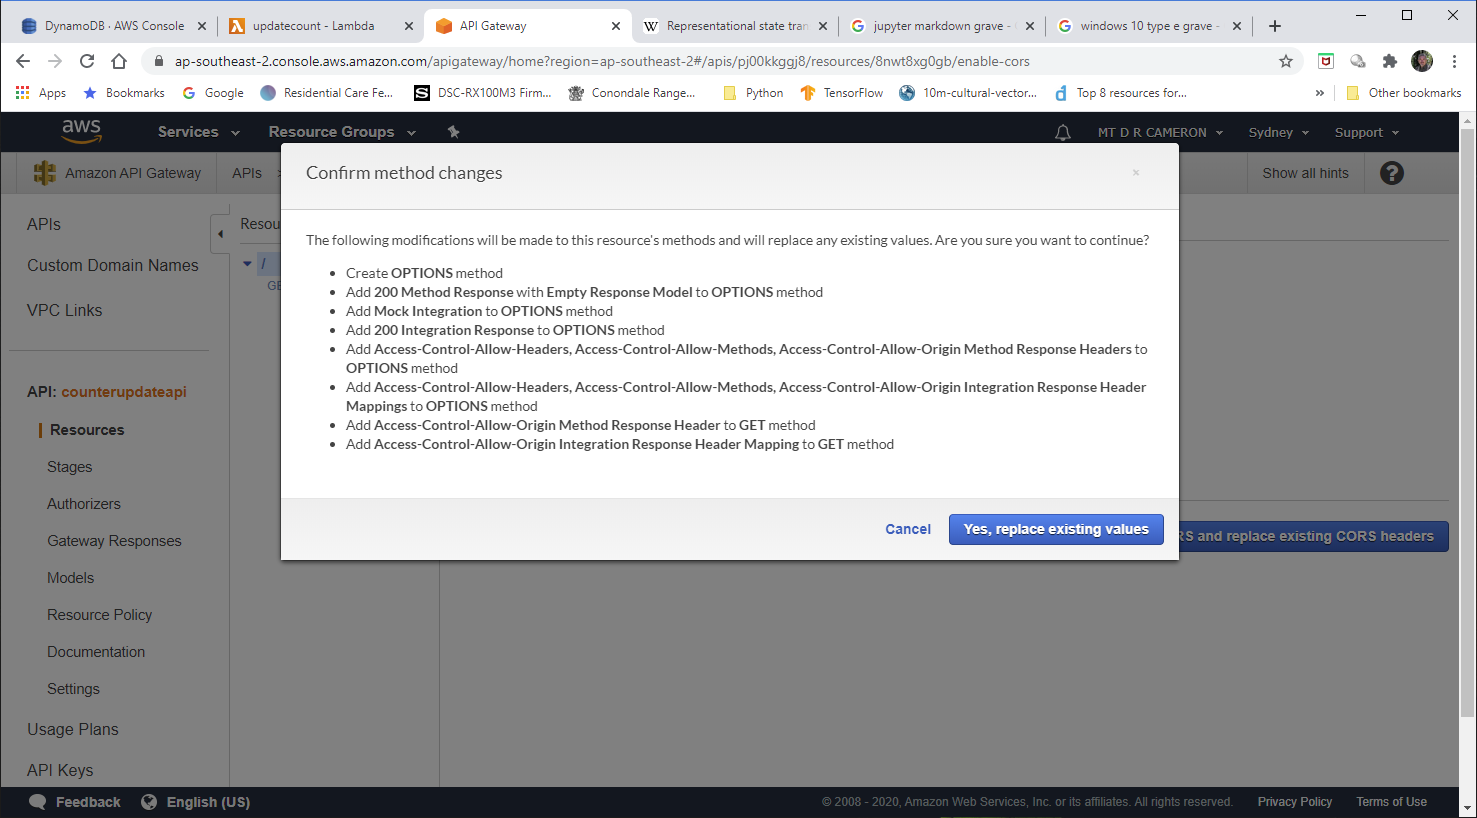 DynamoDB · AWS Console
updatecount - Lambda
API Gateway
Representational state tran
jupyter markdown grave -
windows 10 type e grave -
ap-southeast-2.console.aws.amazon.com/apigateway/home?region=ap-southeast-2#/apis/pj00kkggj8/resources/8nwt8xg0gb/enable-cors
Apps
Bookmarks
Google
Residential Care Fe...
DSC-RX100M3 Firm...
Conondale Range...
Python
TensorFlow
10m-cultural-vector...
Top 8 resources for...
»
Other bookmarks
aws
Services
Resource Groups
MT D R CAMERON
Sydney
Support
Amazon API Gateway
APIs
Show all hints
Confirm method changes
The following modifications will be made to this resource's methods and will replace any existing values. Are you sure you want to continue?
• Create OPTIONS method
• Add 200 Method Response with Empty Response Model to OPTIONS method
• Add Mock Integration to OPTIONS method
• Add 200 Integration Response to OPTIONS method
• Add Access-Control-Allow-Headers, Access-Control-Allow-Methods, Access-Control-Allow-Origin Method Response Headers to
OPTIONS method
• Add Access-Control-Allow-Headers, Access-Control-Allow-Methods, Access-Control-Allow-Origin Integration Response Header
Mappings to OPTIONS method
• Add Access-Control-Allow-Origin Method Response Header to GET method
• Add Access-Control-Allow-Origin Integration Response Header Mapping to GET method
Cancel
Yes, replace existing values
RS and replace existing CORS headers
APIs
Custom Domain Names
VPC Links
API: counterupdateapi
Resources
Stages
Authorizers
Gateway Responses
Models
Resource Policy
Documentation
Settings
Usage Plans
API Keys
Resou
/
GE
Feedback
English (US)
© 2008 - 2020, Amazon Web Services, Inc. or its affiliates. All rights reserved.
Privacy Policy
Terms of Use